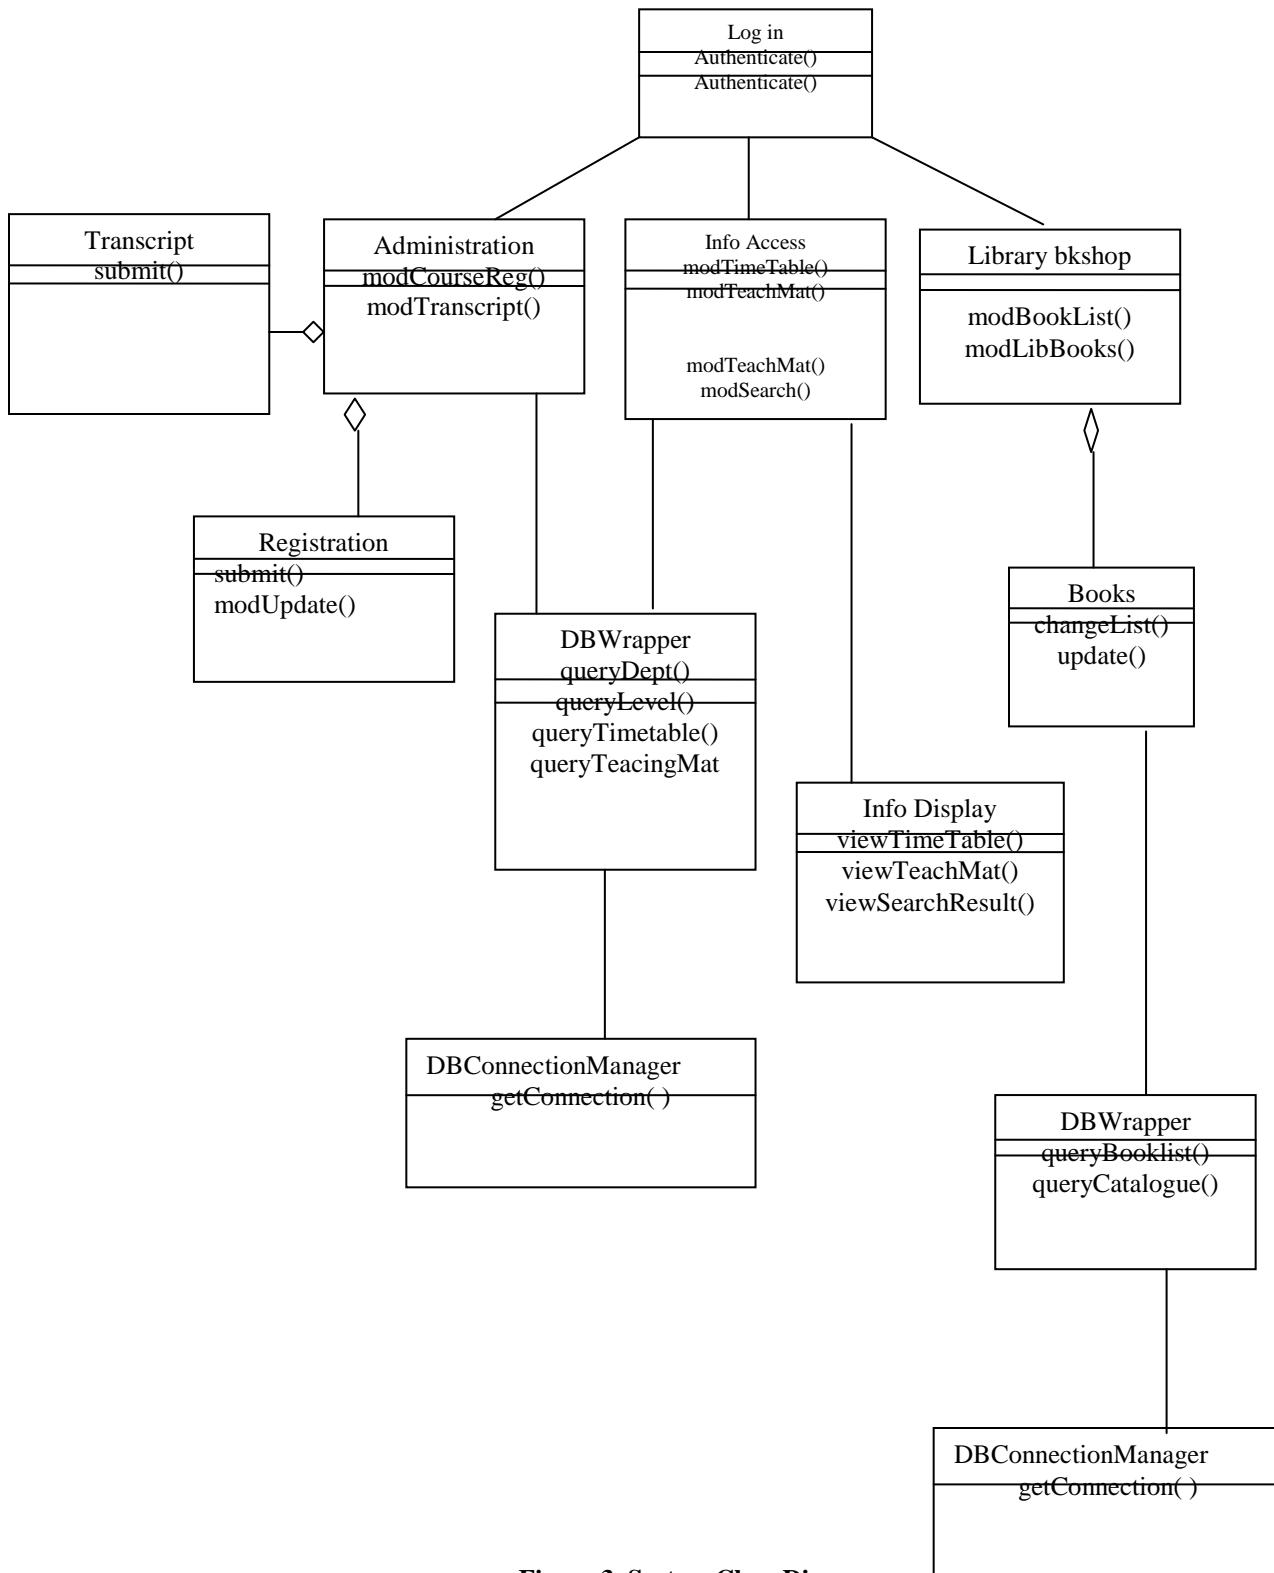 Log in
Authenticate()
Authenticate()
Transcript
submit()
Administration
modCourseReg()
modTranscript()
Info Access
modTimeTable()
modTeachMat()
modTeachMat()
modSearch()
Library bkshop
modBookList()
modLibBooks()
Registration
submit()
modUpdate()
DBWrapper
queryDept()
queryLevel()
queryTimetable()
queryTeacingMat
Books
changeList()
update()
Info Display
viewTimeTable()
viewTeachMat()
viewSearchResult()
DBConnectionManager
getConnection( )
DBWrapper
queryBooklist()
queryCatalogue()
DBConnectionManager
getConnection( )